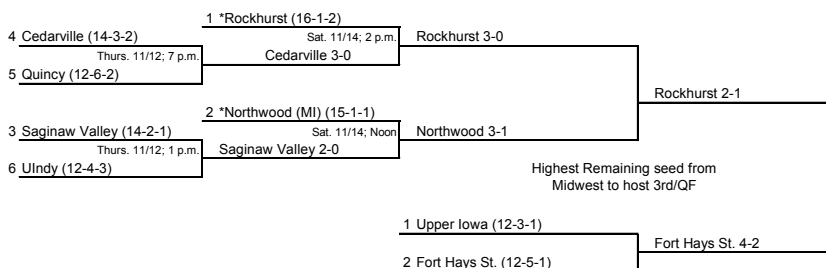 1 *Rockhurst (16-1-2)
4 Cedarville (14-3-2)
Sat. 11/14; 2 p.m.
Rockhurst 3-0
Thurs. 11/12; 7 p.m.
Cedarville 3-0
5 Quincy (12-6-2)
Rockhurst 2-1
2 *Northwood (MI) (15-1-1)
3 Saginaw Valley (14-2-1)
Sat. 11/14; Noon
Northwood 3-1
Thurs. 11/12; 1 p.m.
Saginaw Valley 2-0
6 UIndy (12-4-3)
Highest Remaining seed from
Midwest to host 3rd/QF
1 Upper Iowa (12-3-1)
Fort Hays St. 4-2
2 Fort Hays St. (12-5-1)